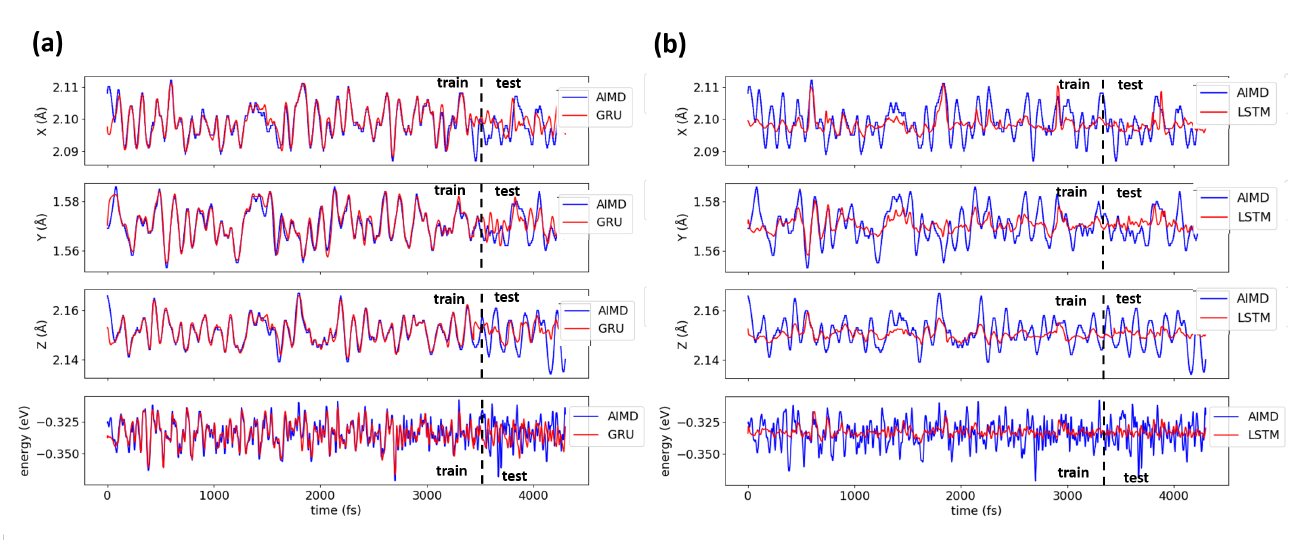 (a)
(b)
train
test
2.11
2.10
2.09
X (Å)
AIMD
GRU
train
test
2.11
2.10
2.09
X (Å)
AIMD
LSTM
train
test
1.58
1.56
Y (Å)
AIMD
GRU
train
test
1.58
1.56
Y (Å)
AIMD
LSTM
train
test
2.16
2.14
Z (Å)
AIMD
GRU
train
test
2.16
2.14
Z (Å)
AIMD
LSTM
−0.325
−0.350
energy (eV)
AIMD
GRU
train
test
0 1000 2000 3000 4000
time (fs)
−0.325
−0.350
energy (eV)
AIMD
LSTM
train
test
0 1000 2000 3000 4000
time (fs)